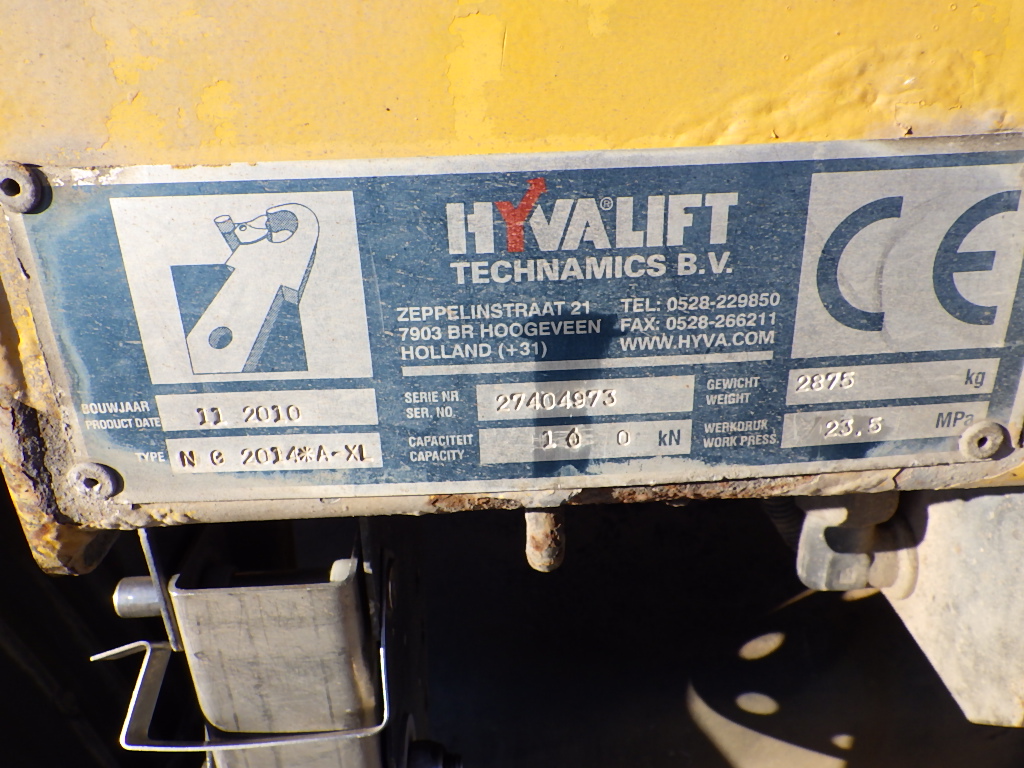 HYVALIFT®
TECHNAMICS B.V.
ZEPPELINSTRAAT 21
7903 BR HOOGEVEEN
HOLLAND (+31)
TEL: 0528-229850
FAX: 0528-266211
WWW.HYVA.COM
CE
BOUWJAAR
PRODUCT DATE
11 2010
TYPE
2014*A-XL
SERIE NR
SER. NO.
27404973
CAPACITEIT
CAPACITY
kN
GEWICHT
WEIGHT
2875 kg
WERKDRUK
WORK PRESS.
23,5 MPa